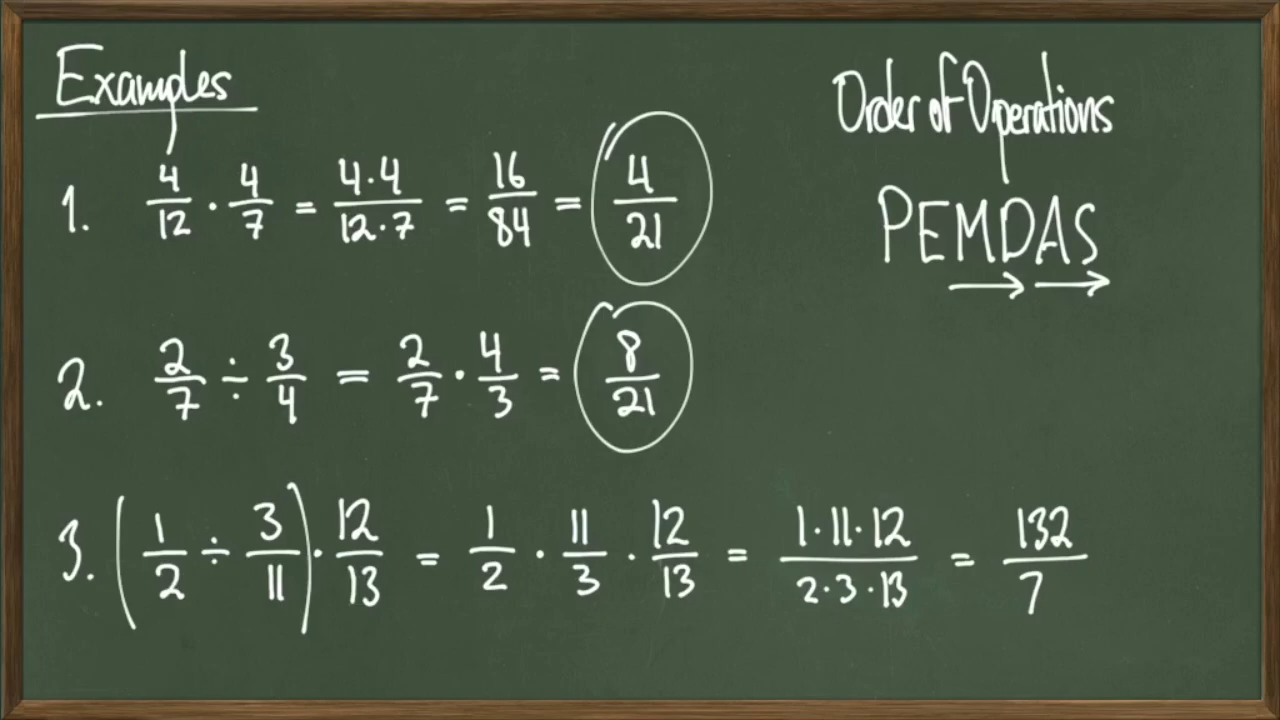 Examples
1. 4/12 · 4/7 = 4·4/12·7 = 16/84 = 4/21
2. 2/7 ÷ 3/4 = 2/7 · 4/3 = 8/21
3. (1/2 ÷ 3/11) · 12/13 = 1/2 · 11/3 · 12/13 = 1·11·12/2·3·13 = 132/7
Order of Operations
PEMDAS